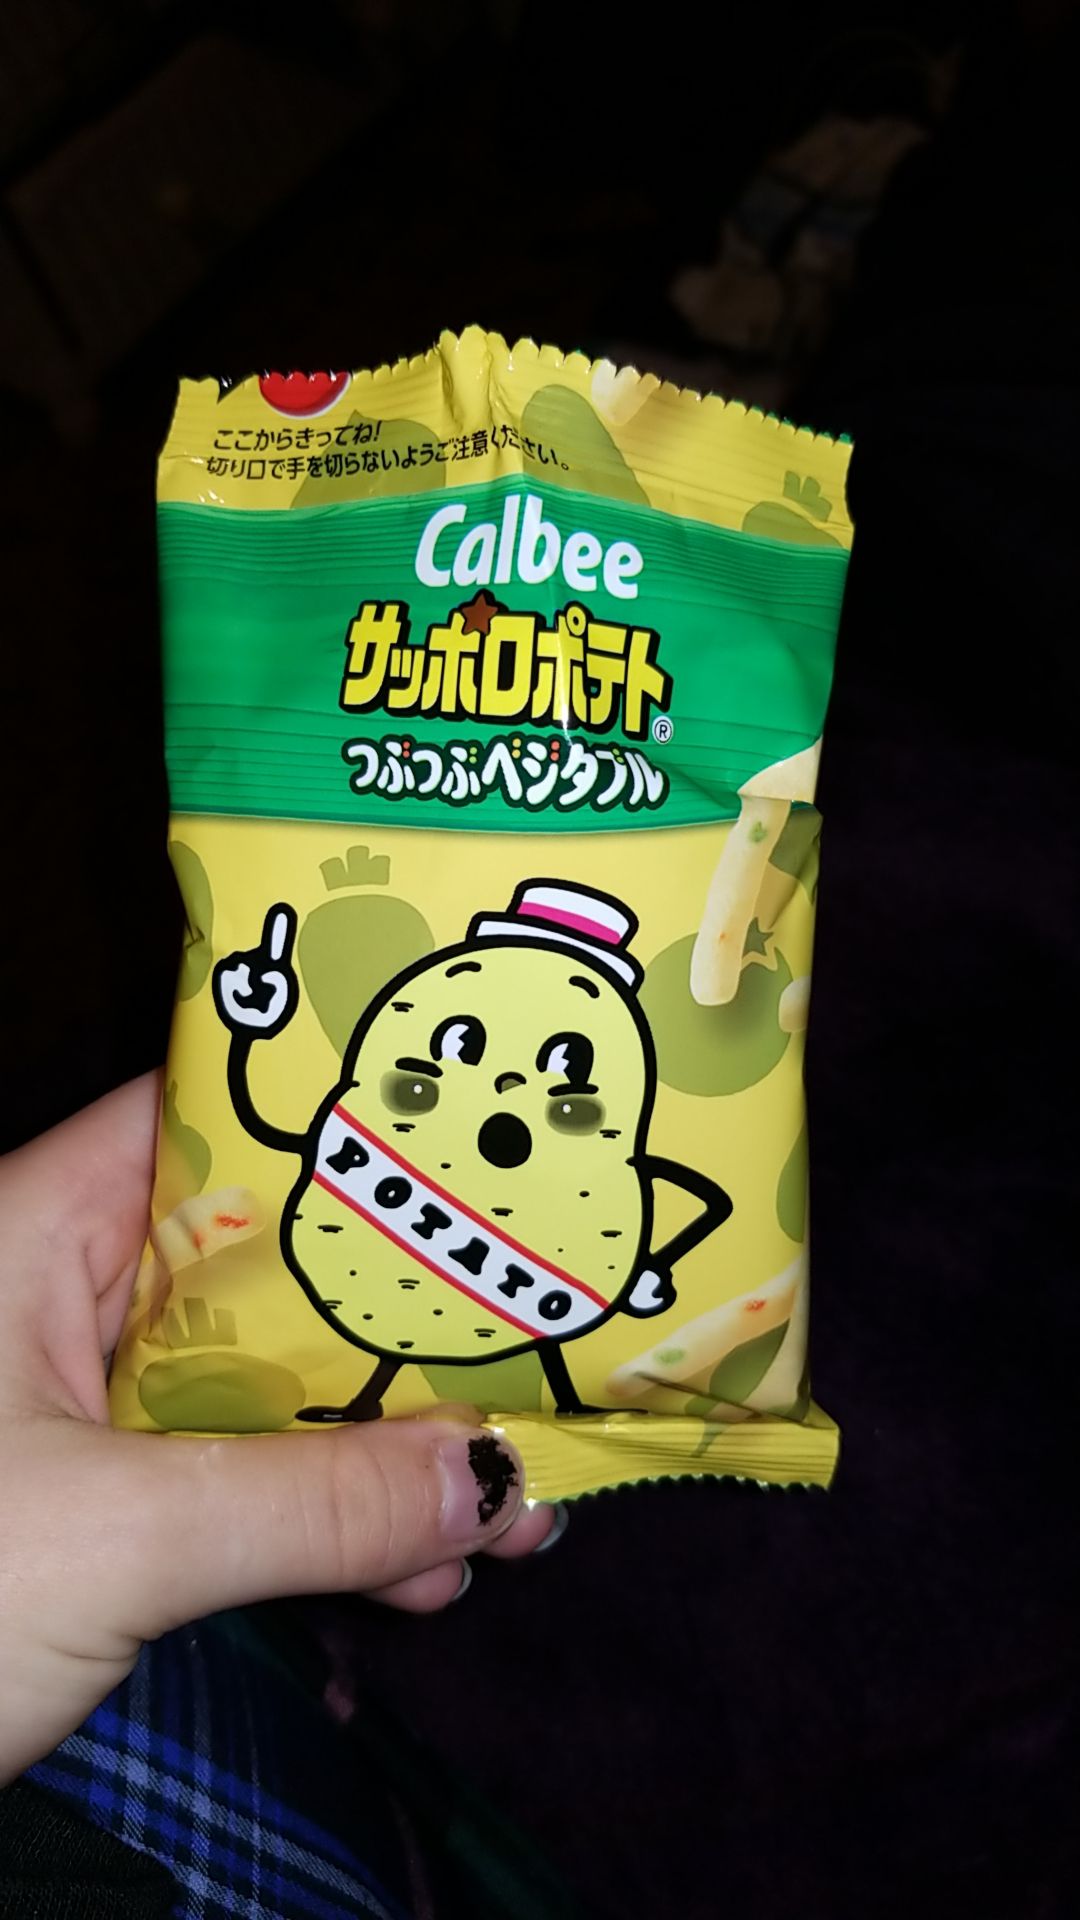 ここからきってね!
切り口で手を切らないようご注意ください。
Calbee
サッポロポテト®
つぶつぶベジタブル
POTATO